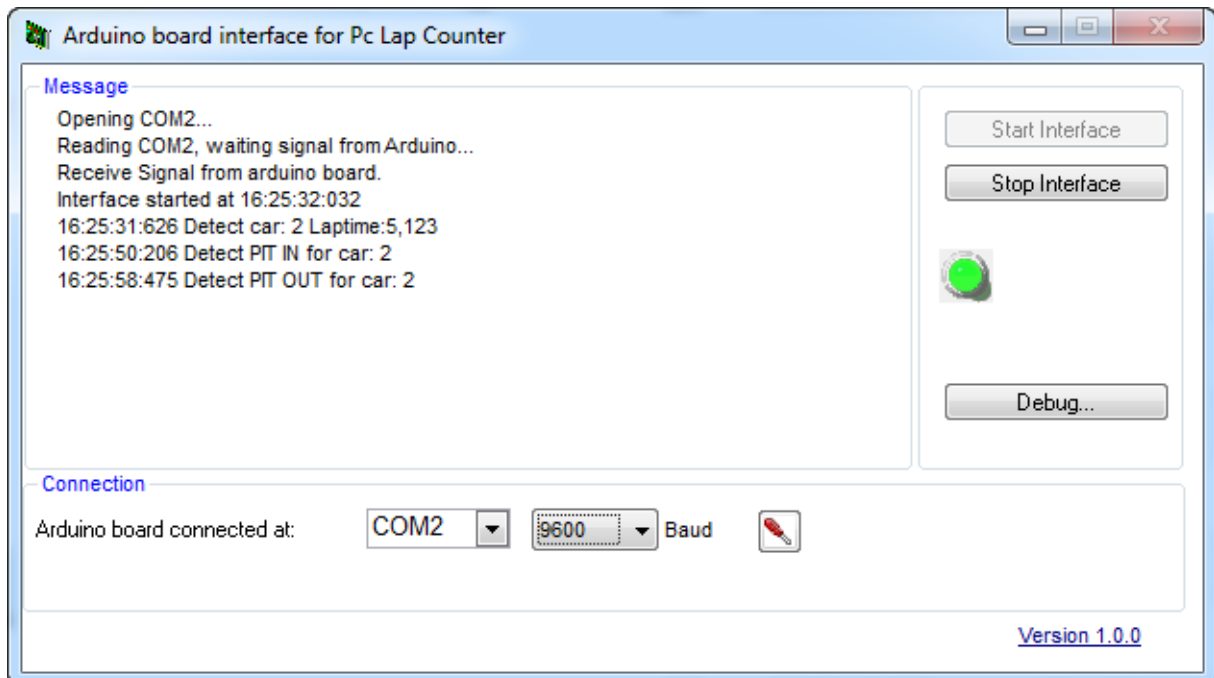 Arduino board interface for Pc Lap Counter
Message
Opening COM2...
Reading COM2, waiting signal from Arduino...
Receive Signal from arduino board.
Interface started at 16:25:32:032
16:25:31:626 Detect car: 2 Laptime:5,123
16:25:50:206 Detect PIT IN for car: 2
16:25:58:475 Detect PIT OUT for car: 2
Start Interface
Stop Interface
Debug...
Connection
Arduino board connected at: COM2 9600 Baud
Version 1.0.0